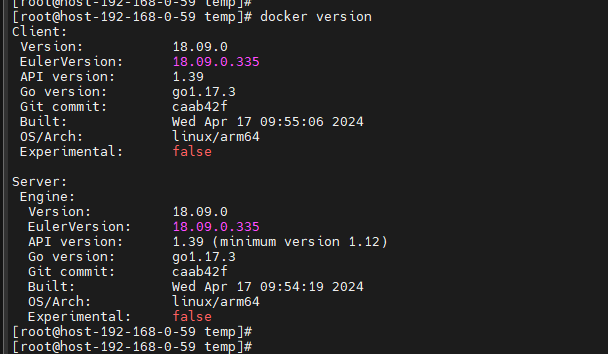 [root@host-192-168-0-59 temp]#
[root@host-192-168-0-59 temp]# docker version
Client:
 Version:           18.09.0
 EulerVersion:      18.09.0.335
 API version:       1.39
 Go version:        go1.17.3
 Git commit:        caab42f
 Built:             Wed Apr 17 09:55:06 2024
 OS/Arch:           linux/arm64
 Experimental:      false

Server:
 Engine:
  Version:          18.09.0
  EulerVersion:     18.09.0.335
  API version:      1.39 (minimum version 1.12)
  Go version:       go1.17.3
  Git commit:       caab42f
  Built:            Wed Apr 17 09:54:19 2024
  OS/Arch:          linux/arm64
  Experimental:     false
[root@host-192-168-0-59 temp]#
[root@host-192-168-0-59 temp]#